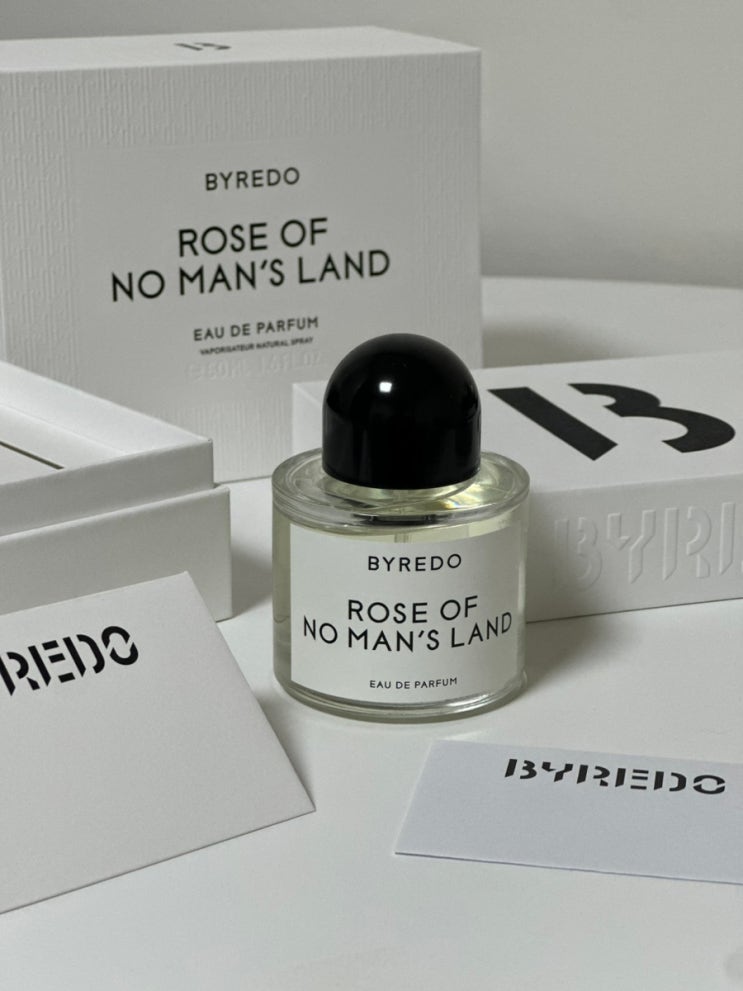 B
BYREDO
ROSE OF
NO MAN'S LAND
EAU DE PARFUM
VAPORISATEUR NATURAL SPRAY
B
BYREDO
ROSE OF
NO MAN'S LAND
EAU DE PARFUM
REDO
BYREDO